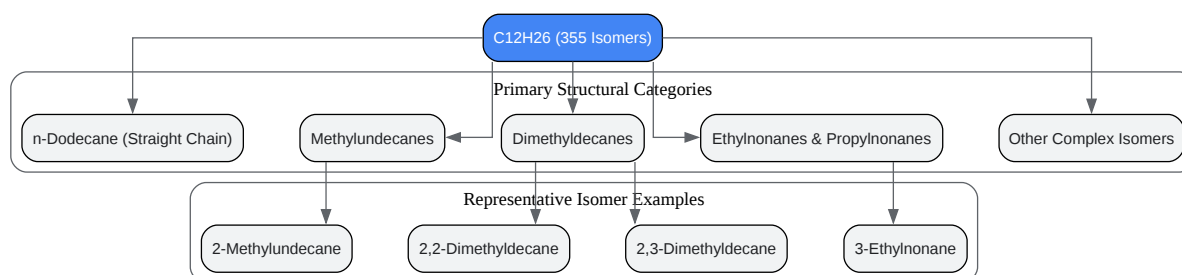 C12H26 (355 Isomers)
Primary Structural Categories
n-Dodecane (Straight Chain)
Methylundecanes
Dimethyldecanes
Ethylnonanes & Propylnonanes
Other Complex Isomers
Representative Isomer Examples
2-Methylundecane
2,2-Dimethyldecane
2,3-Dimethyldecane
3-Ethylnonane